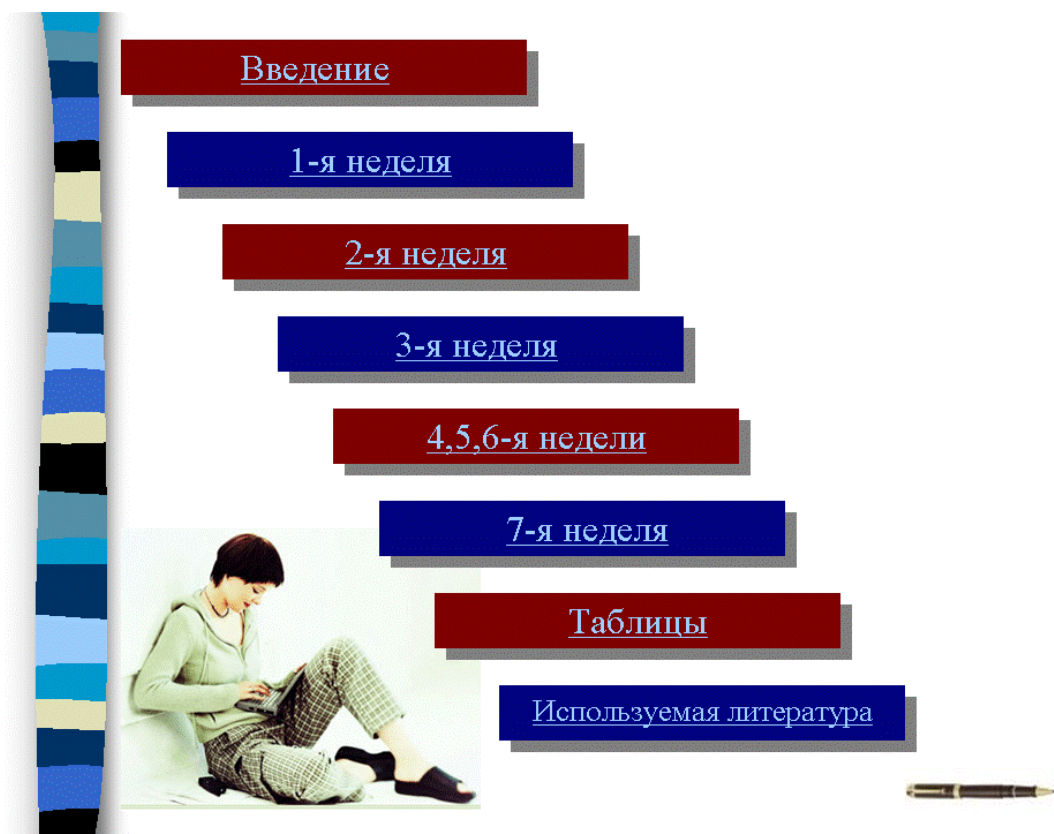 Введение
1-я неделя
2-я неделя
3-я неделя
4,5,6-я недели
7-я неделя
Таблицы
Используемая литература